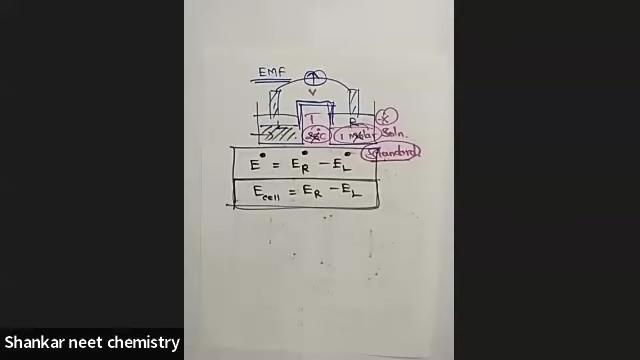 EMF
V
T
R
1 Molar Soln.
Standard
E° = E°R - E°L
Ecell = ER - EL
Shankar neet chemistry